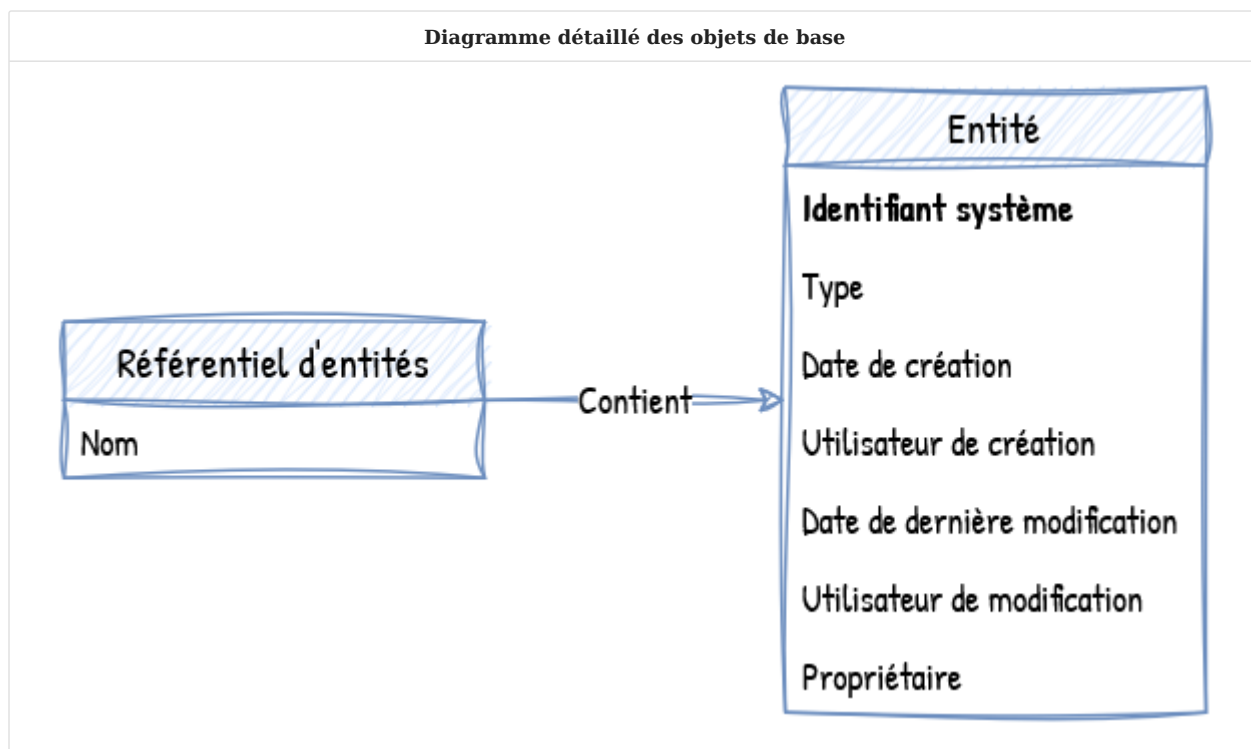 Diagramme détaillé des objets de base
Référentiel d'entités
Nom
Contient
Entité
Identifiant système
Type
Date de création
Utilisateur de création
Date de dernière modification
Utilisateur de modification
Propriétaire